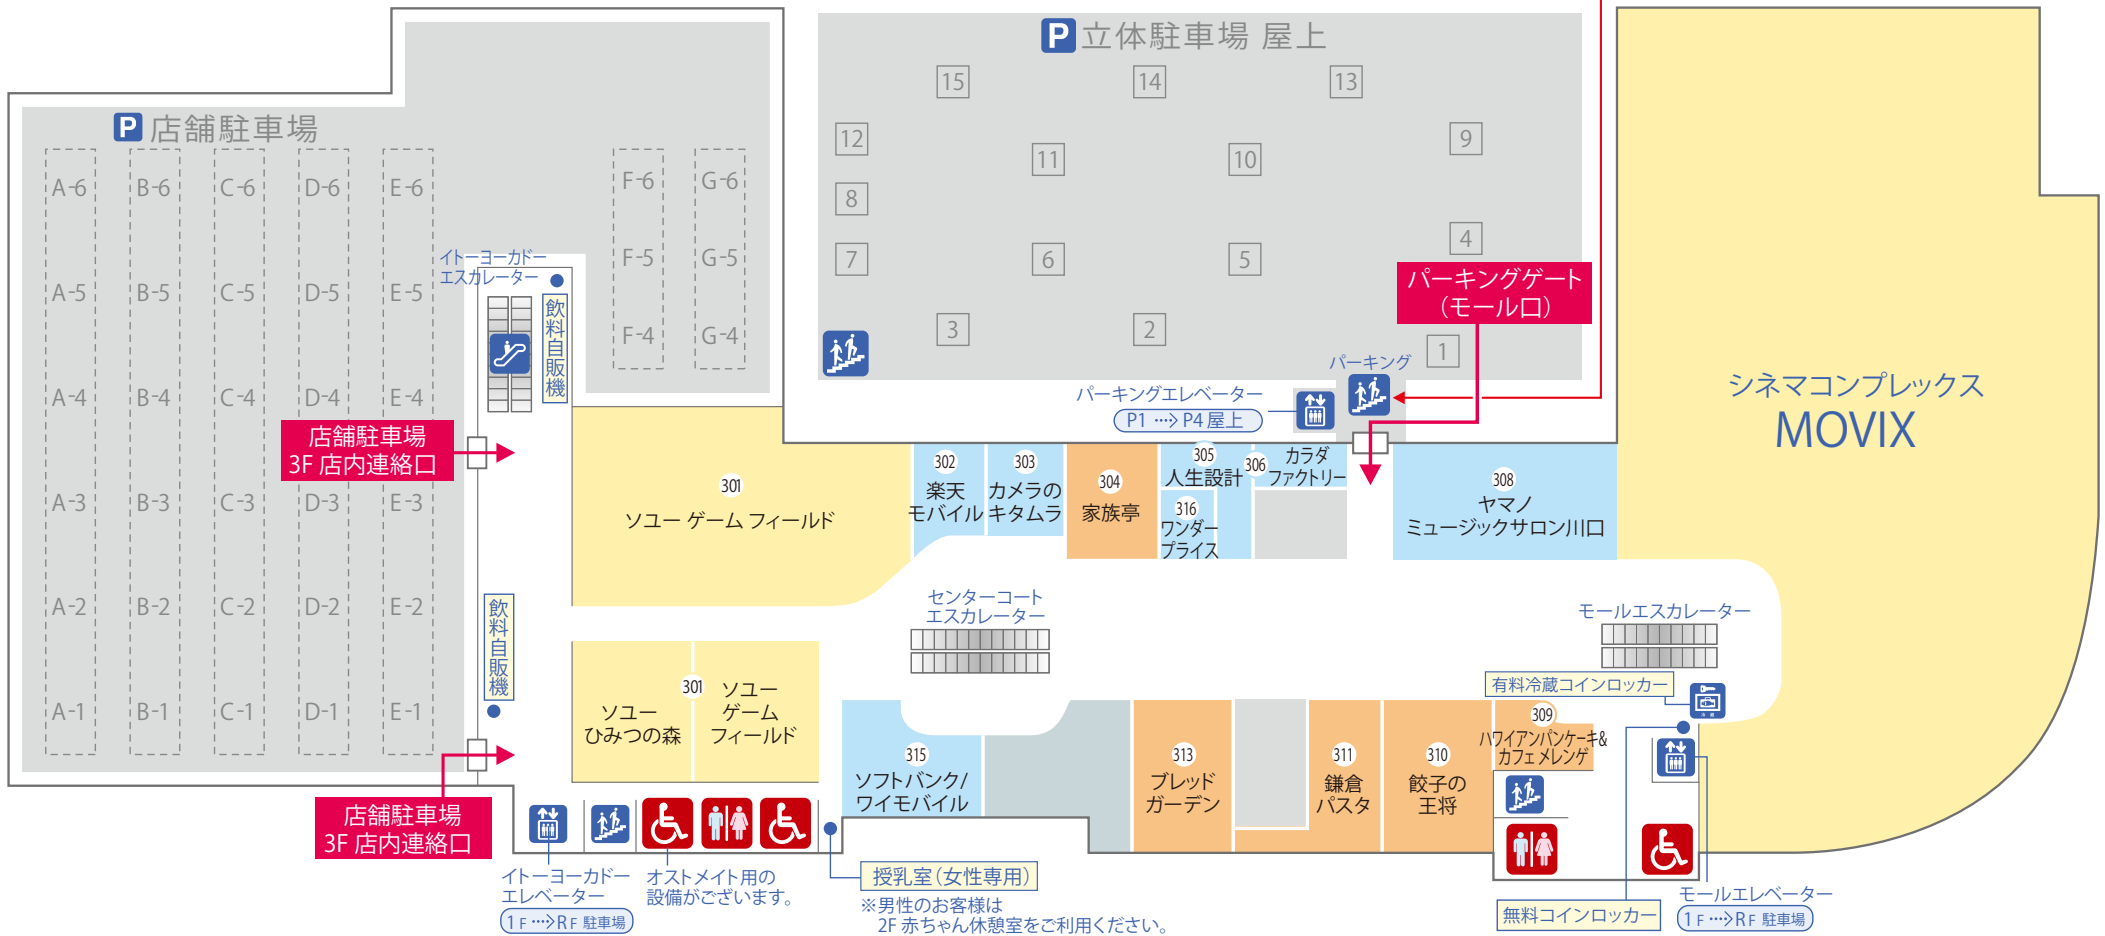 P 立体駐車場 屋上
15
14
13
12
11
10
9
8
7
6
5
4
3
2
1
P 店舗駐車場
A-6
B-6
C-6
D-6
E-6
F-6
G-6
A-5
B-5
C-5
D-5
E-5
F-5
G-5
A-4
B-4
C-4
D-4
E-4
F-4
G-4
A-3
B-3
C-3
D-3
E-3
A-2
B-2
C-2
D-2
E-2
A-1
B-1
C-1
D-1
E-1
イトーヨーカドー
エスカレーター
飲料自販機
店舗駐車場
3F 店内連絡口
パーキングゲート
(モール口)
パーキング
パーキングエレベーター
P1 ····> P4 屋上
シネマコンプレックス
MOVIX
301
ソユー ゲーム フィールド
302
楽天
モバイル
303
カメラの
キタムラ
304
家族亭
305
人生設計
306
カラダ
ファクトリー
316
ワンダー
プライス
308
ヤマノ
ミュージックサロン川口
センターコート
エスカレーター
モールエスカレーター
飲料自販機
301
ソユー
ひみつの森
ソユー
ゲーム
フィールド
315
ソフトバンク/
ワイモバイル
313
ブレッド
ガーデン
311
鎌倉
パスタ
310
餃子の
王将
309
ハワイアンパンケーキ&
カフェ メレンゲ
有料冷蔵コインロッカー
店舗駐車場
3F 店内連絡口
イトーヨーカドー
エレベーター
1F ····> RF 駐車場
オストメイト用の
設備がございます。
授乳室(女性専用)
※男性のお客様は
2F 赤ちゃん休憩室をご利用ください。
無料コインロッカー
モールエレベーター
1F ····> RF 駐車場